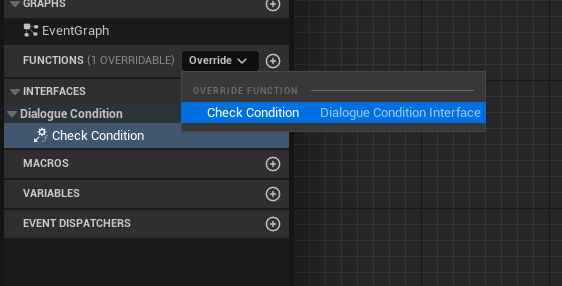 GRAPHS
EventGraph
FUNCTIONS (1 OVERRIDABLE) Override
OVERRIDE FUNCTION
Check Condition Dialogue Condition Interface
INTERFACES
Dialogue Condition
Check Condition
MACROS
VARIABLES
EVENT DISPATCHERS